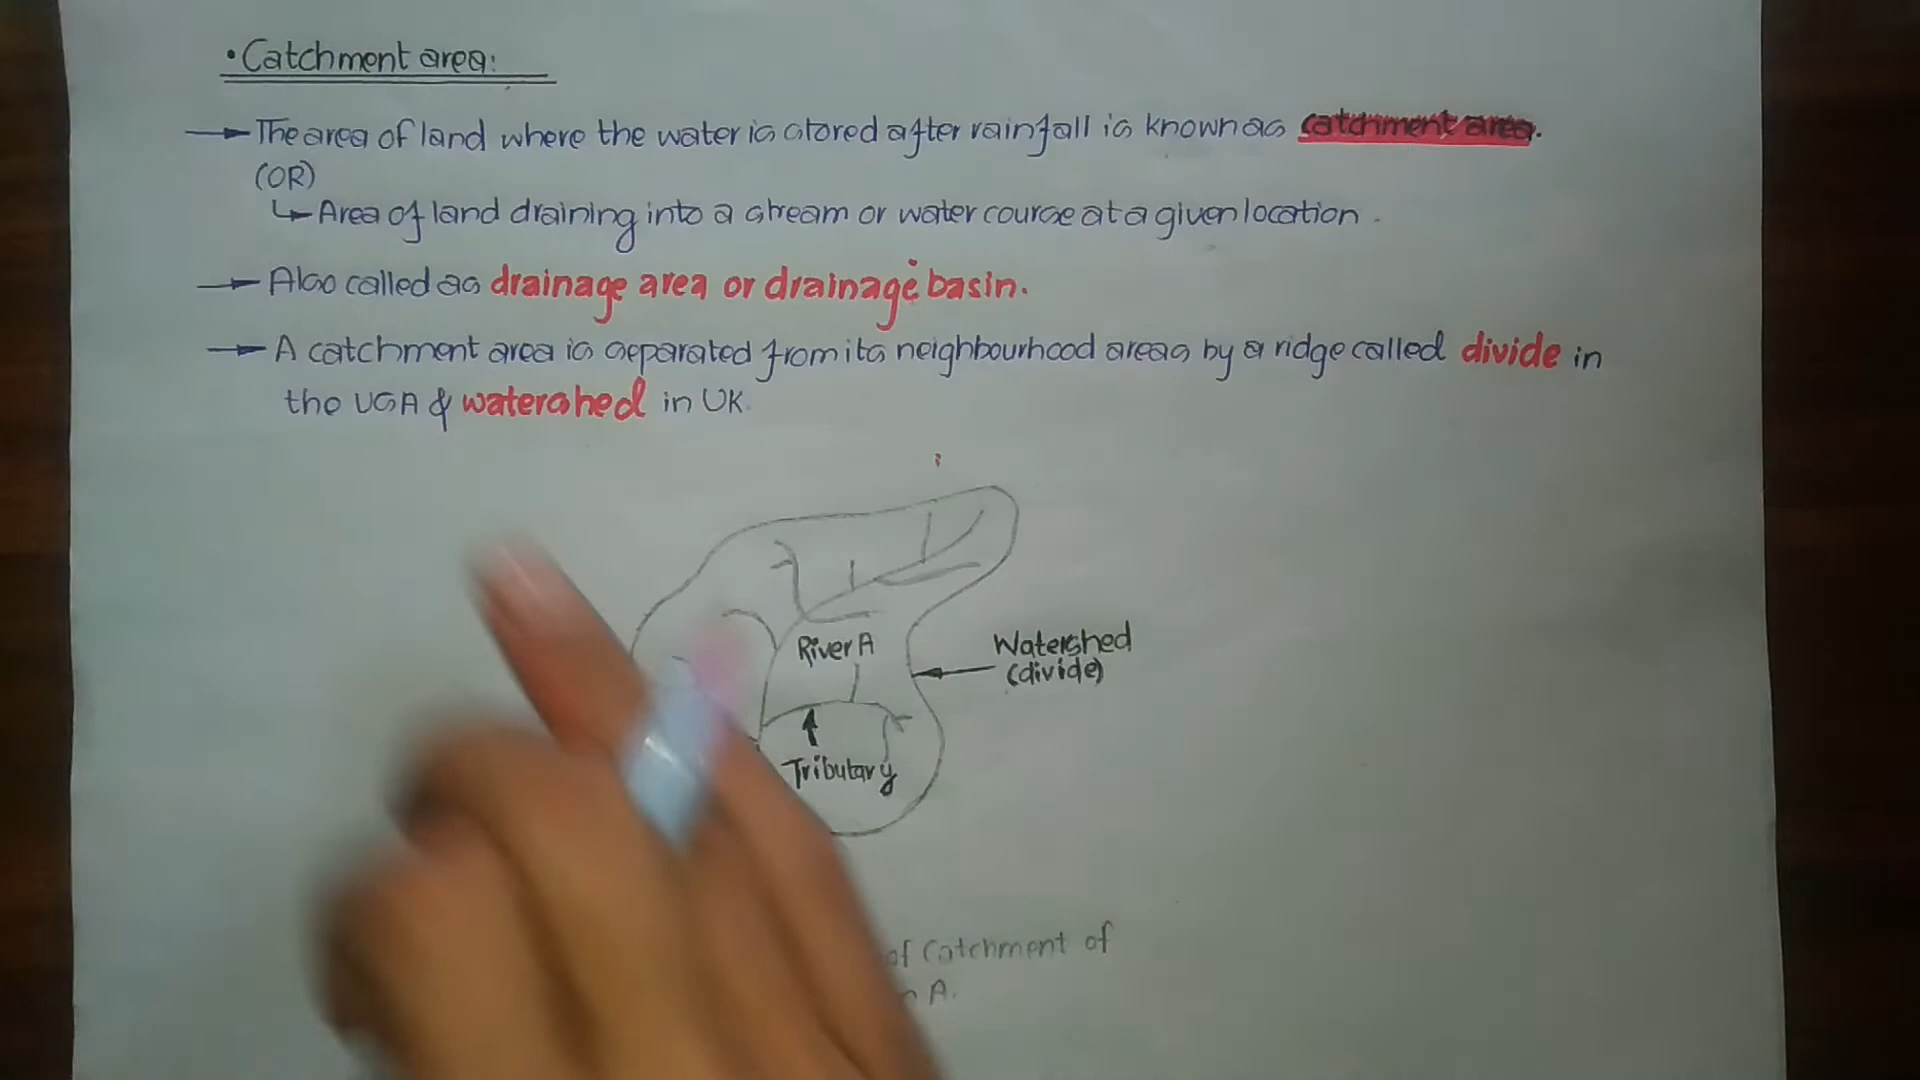 • Catchment area:
→ The area of land where the water is stored after rainfall is known as catchment area.
(OR)
↳ Area of land draining into a stream or water course at a given location.
→ Also called as drainage area or drainage basin.
→ A catchment area is separated from its neighbourhood areas by a ridge called divide in
the USA & watershed in UK.
River A
Watershed
(divide)
Tributary
of Catchment of
A.